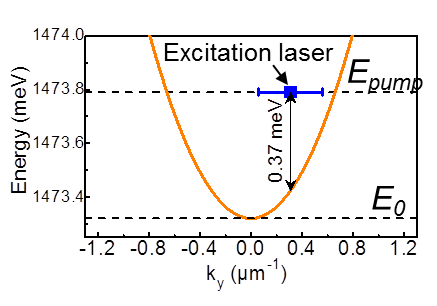 1474.0
1473.8
1473.6
1473.4
Energy (meV)
Excitation laser
E_pump
0.37 meV
E_0
-1.2 -0.8 -0.4 0.0 0.4 0.8 1.2
k_y (μm⁻¹)